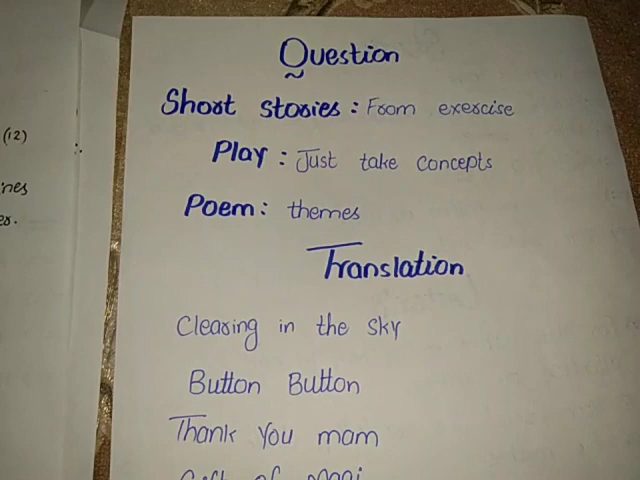 (12)
Question
Short stories: From exercise
Play: Just take concepts
Poem: themes
Translation
Clearing in the sky
Button Button
Thank you mam